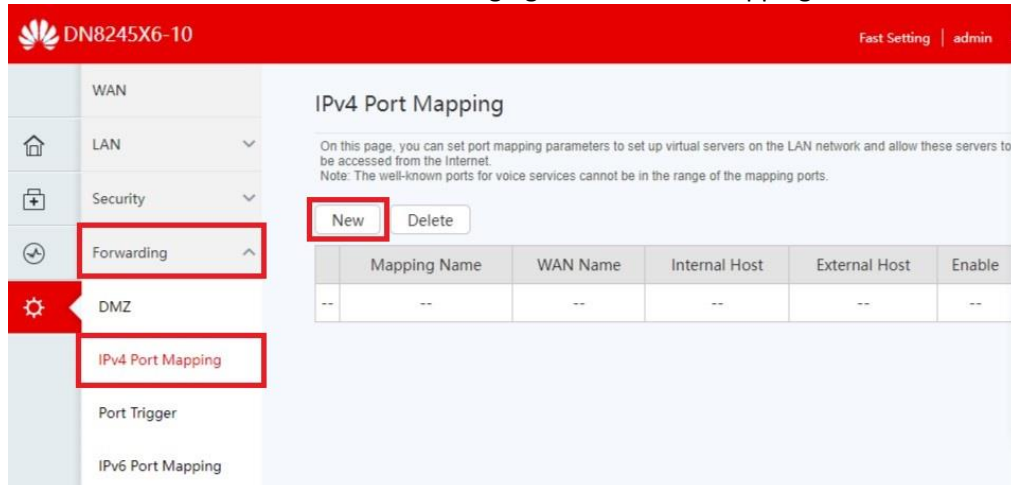 DN8245X6-10
Fast Setting | admin
WAN
LAN
Security
Forwarding
DMZ
IPv4 Port Mapping
Port Trigger
IPv6 Port Mapping
IPv4 Port Mapping
On this page, you can set port mapping parameters to set up virtual servers on the LAN network and allow these servers to
be accessed from the Internet.
Note: The well-known ports for voice services cannot be in the range of the mapping ports.
New Delete
Mapping Name WAN Name Internal Host External Host Enable
-- -- -- -- -- --